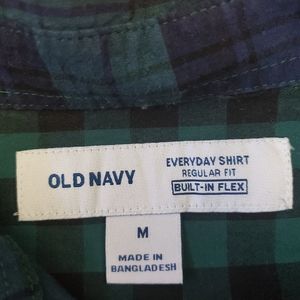 OLD NAVY
EVERYDAY SHIRT
REGULAR FIT
BUILT-IN FLEX
M
MADE IN
BANGLADESH